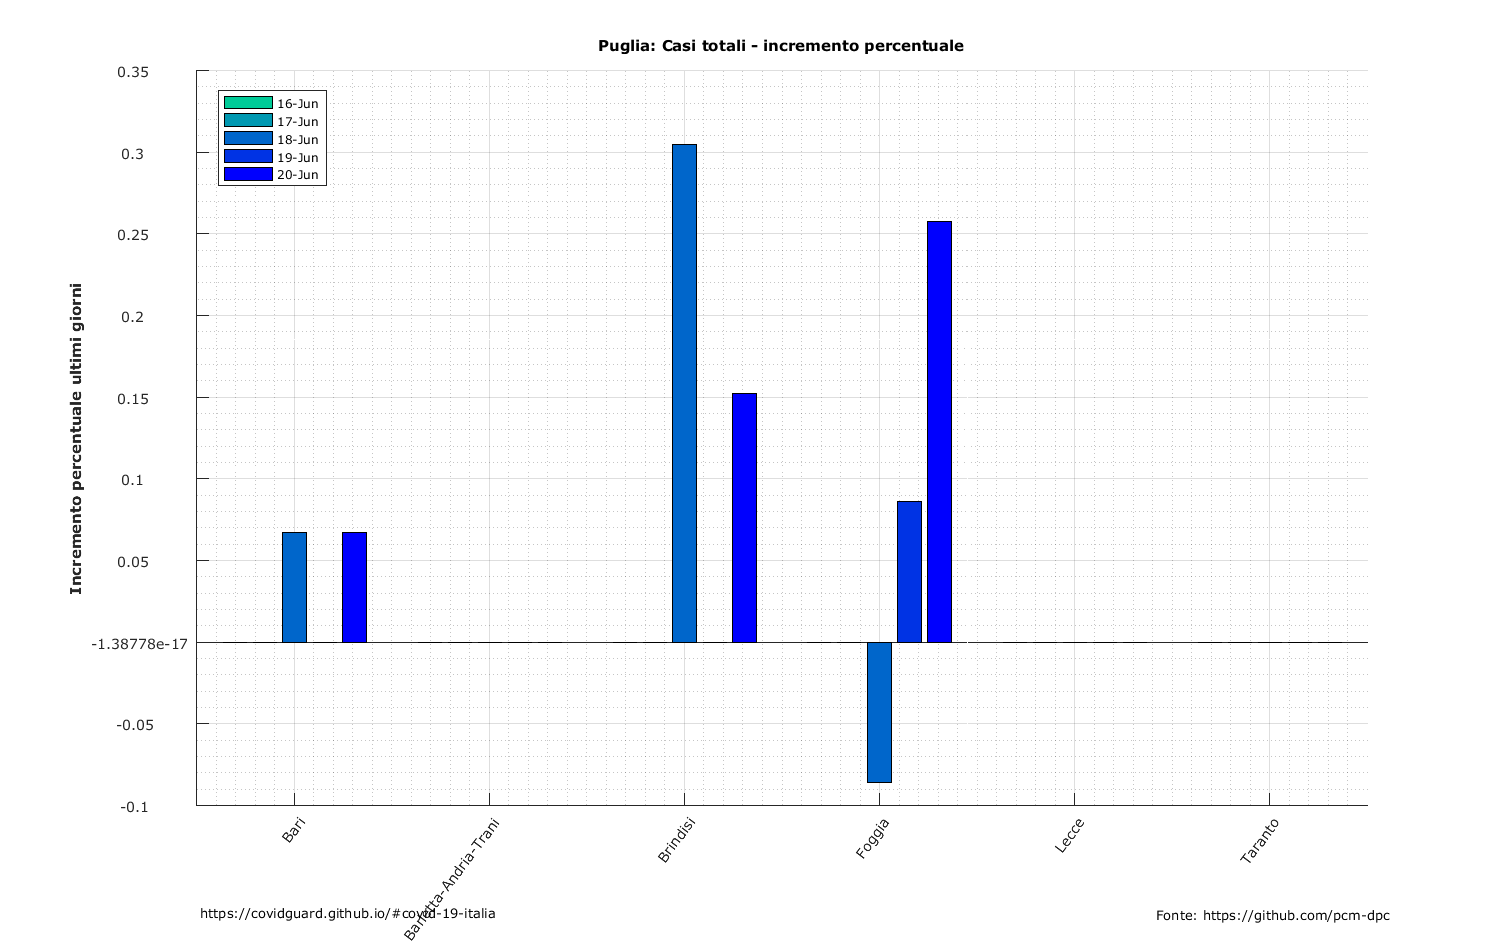 Puglia: Casi totali - incremento percentuale
0.35
0.3
0.25
0.2
0.15
0.1
0.05
-1.38778e-17
-0.05
-0.1
Incremento percentuale ultimi giorni
16-Jun
17-Jun
18-Jun
19-Jun
20-Jun
Bari
Barletta-Andria-Trani
Brindisi
Foggia
Lecce
Taranto
https://covidguard.github.io/#covid-19-italia
Fonte: https://github.com/pcm-dpc